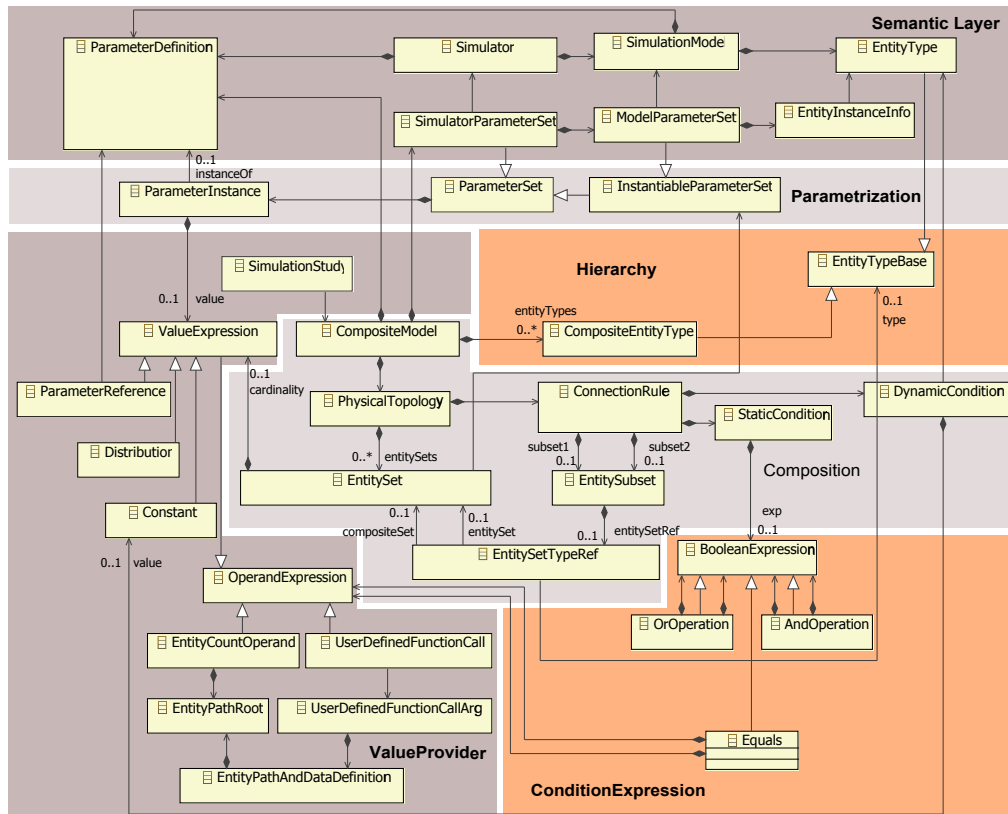 Semantic Layer
ParameterDefinition
Simulator
SimulationModel
EntityType
SimulatorParameterSet
ModelParameterSet
EntityInstanceInfo
0..1
instanceOf
ParameterInstance
ParameterSet
InstantiableParameterSet
Parametrization
SimulationStudy
Hierarchy
EntityTypeBase
0..1 value
entityTypes
0..*
0..1
type
ValueExpression
CompositeModel
CompositeEntityType
0..1
cardinality
ParameterReference
PhysicalTopology
ConnectionRule
DynamicCondition
StaticCondition
Distribution
0..* entitySets
subset1
0..1
subset2
0..1
Composition
EntitySet
EntitySubset
Constant
0..1
compositeSet
0..1
entitySet
exp
0..1
0..1
entitySetRef
0..1 value
EntitySetTypeRef
BooleanExpression
OperandExpression
OrOperation
AndOperation
EntityCountOperand
UserDefinedFunctionCall
EntityPathRoot
UserDefinedFunctionCallArg
ValueProvider
Equals
EntityPathAndDataDefinition
ConditionExpression